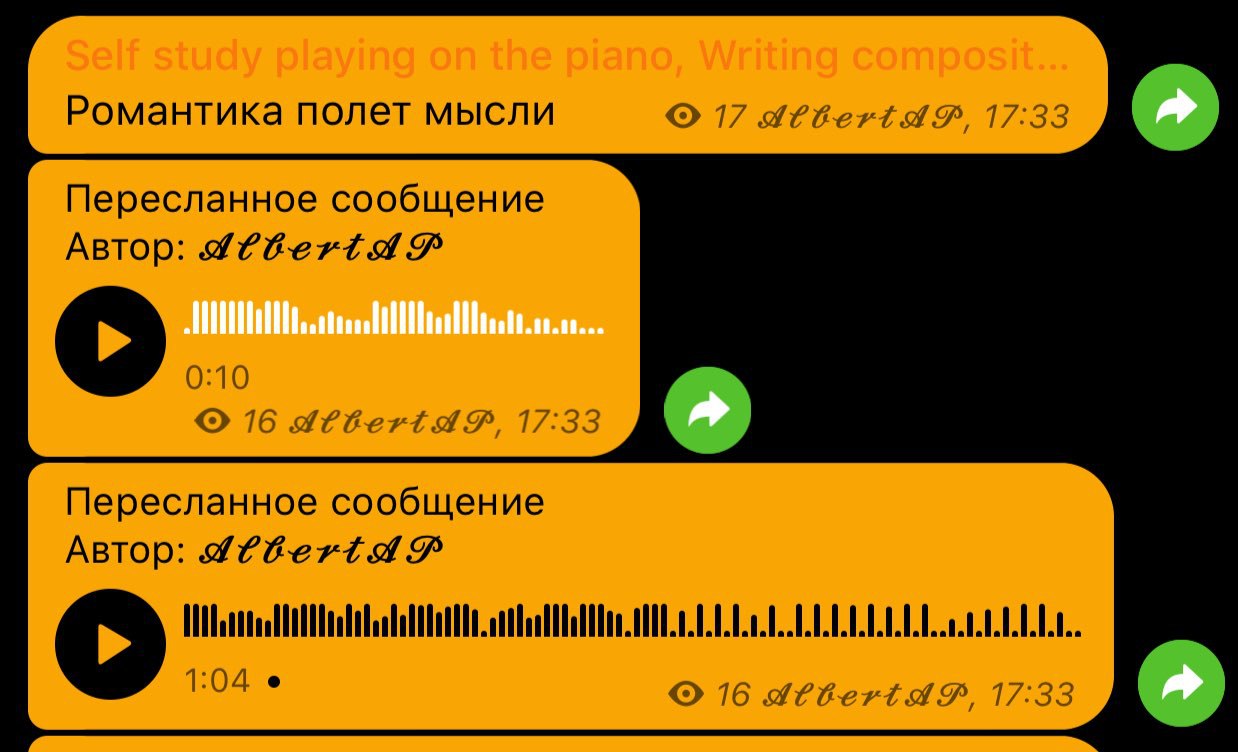 Self study playing on the piano, Writing composit...
Романтика полет мысли
17 𝒜𝓁𝒷𝑒𝓇𝓉𝒜𝒫, 17:33
Пересланное сообщение
Автор: 𝒜𝓁𝒷𝑒𝓇𝓉𝒜𝒫
0:10
16 𝒜𝓁𝒷𝑒𝓇𝓉𝒜𝒫, 17:33
Пересланное сообщение
Автор: 𝒜𝓁𝒷𝑒𝓇𝓉𝒜𝒫
1:04
16 𝒜𝓁𝒷𝑒𝓇𝓉𝒜𝒫, 17:33